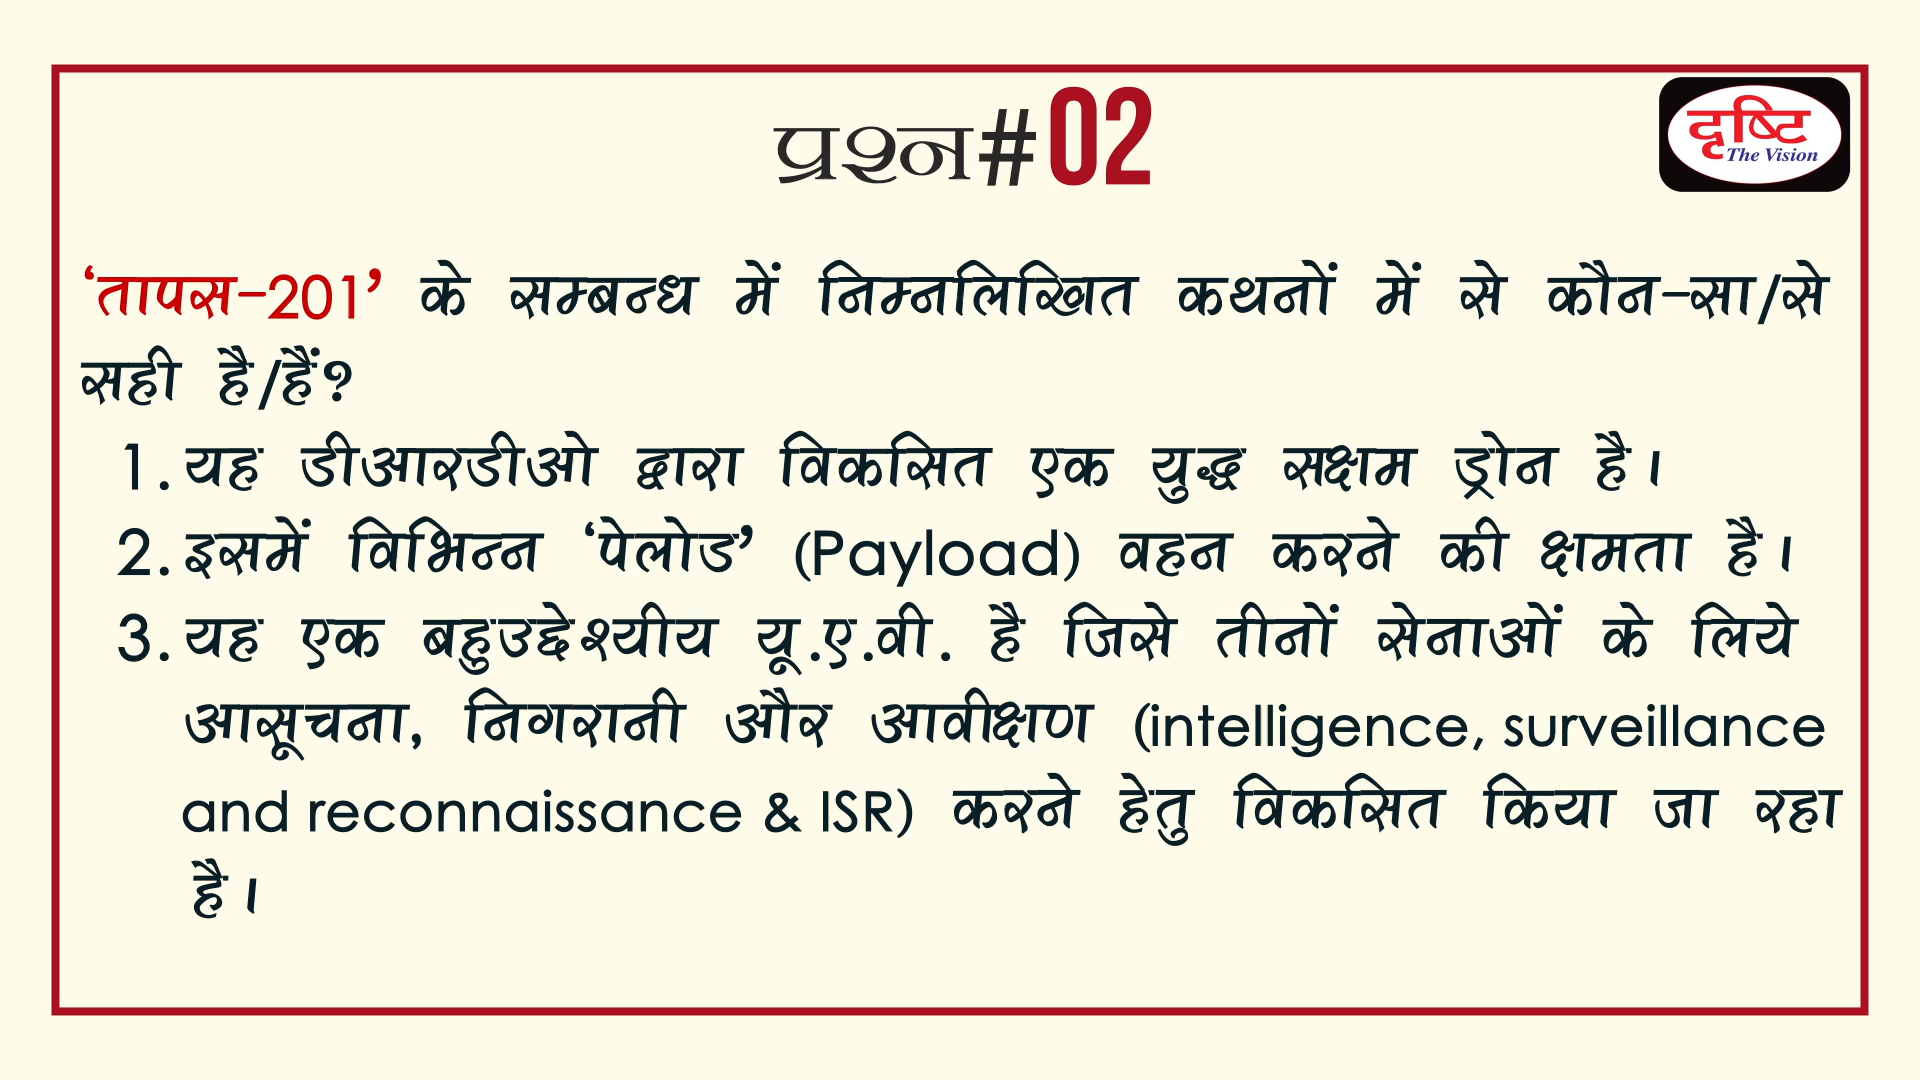 प्रश्न#02
दृष्टि
The Vision
‘तापस-201’ के सम्बन्ध में निम्नलिखित कथनों में से कौन-सा/से
सही है/हैं?
1. यह डीआरडीओ द्वारा विकसित एक युद्ध सक्षम ड्रोन है।
2. इसमें विभिन्न ‘पेलोड’ (Payload) वहन करने की क्षमता है।
3. यह एक बहुउद्देश्यीय यू.ए.वी. है जिसे तीनों सेनाओं के लिये
आसूचना, निगरानी और आवीक्षण (intelligence, surveillance
and reconnaissance & ISR) करने हेतु विकसित किया जा रहा
है।